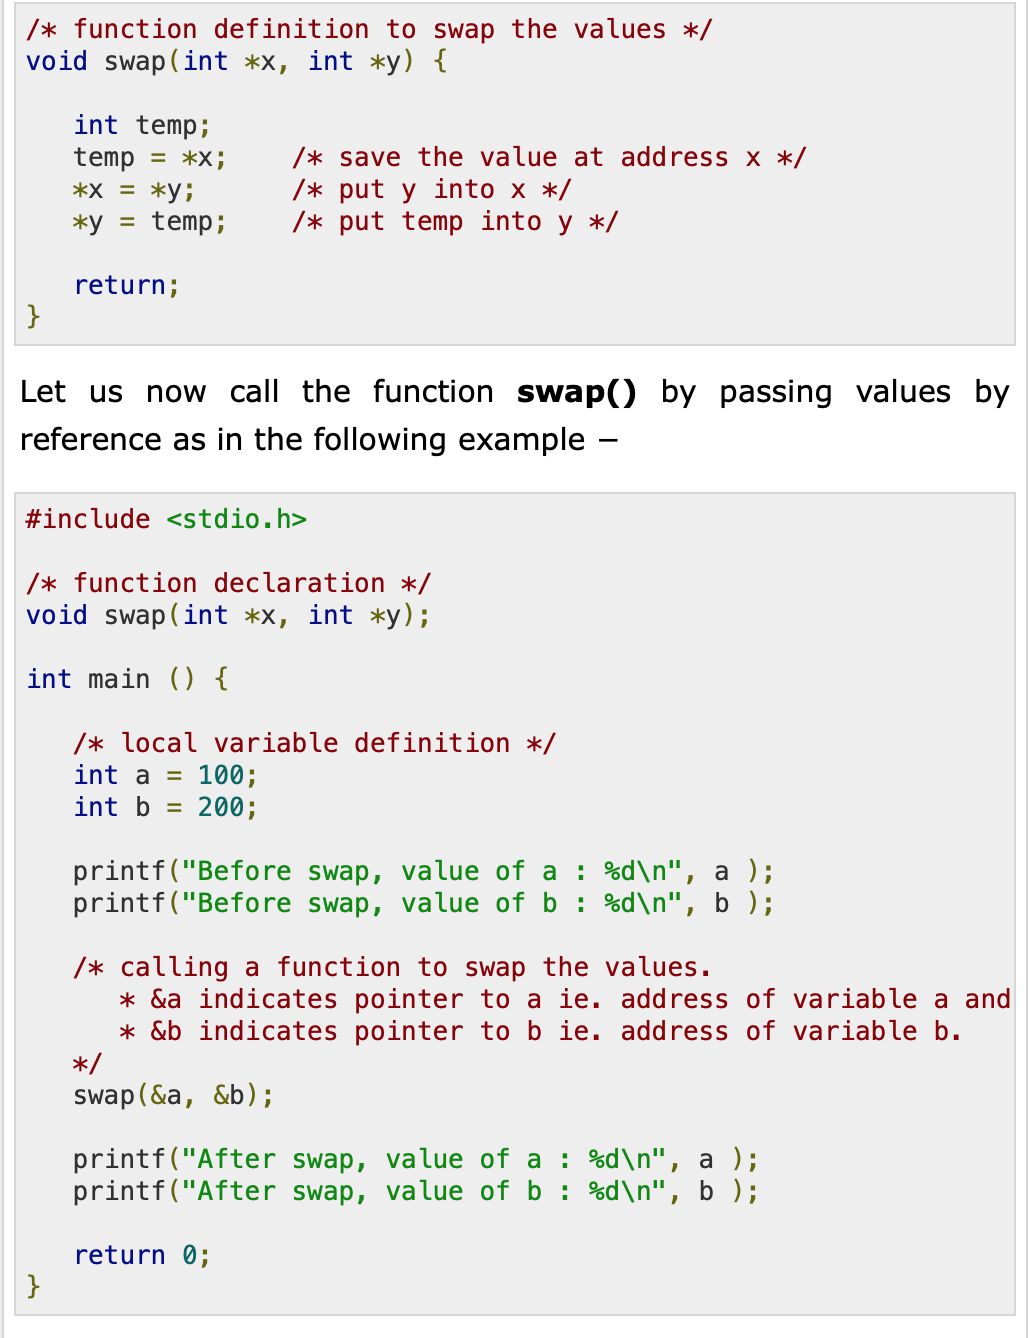 /* function definition to swap the values */
void swap(int *x, int *y) {
int temp;
temp = *x;    /* save the value at address x */
*x = *y;      /* put y into x */
*y = temp;    /* put temp into y */
return;
}
Let us now call the function swap() by passing values by
reference as in the following example −
#include <stdio.h>
/* function declaration */
void swap(int *x, int *y);
int main () {
/* local variable definition */
int a = 100;
int b = 200;
printf("Before swap, value of a : %d\n", a );
printf("Before swap, value of b : %d\n", b );
/* calling a function to swap the values.
* &a indicates pointer to a ie. address of variable a and
* &b indicates pointer to b ie. address of variable b.
*/
swap(&a, &b);
printf("After swap, value of a : %d\n", a );
printf("After swap, value of b : %d\n", b );
return 0;
}